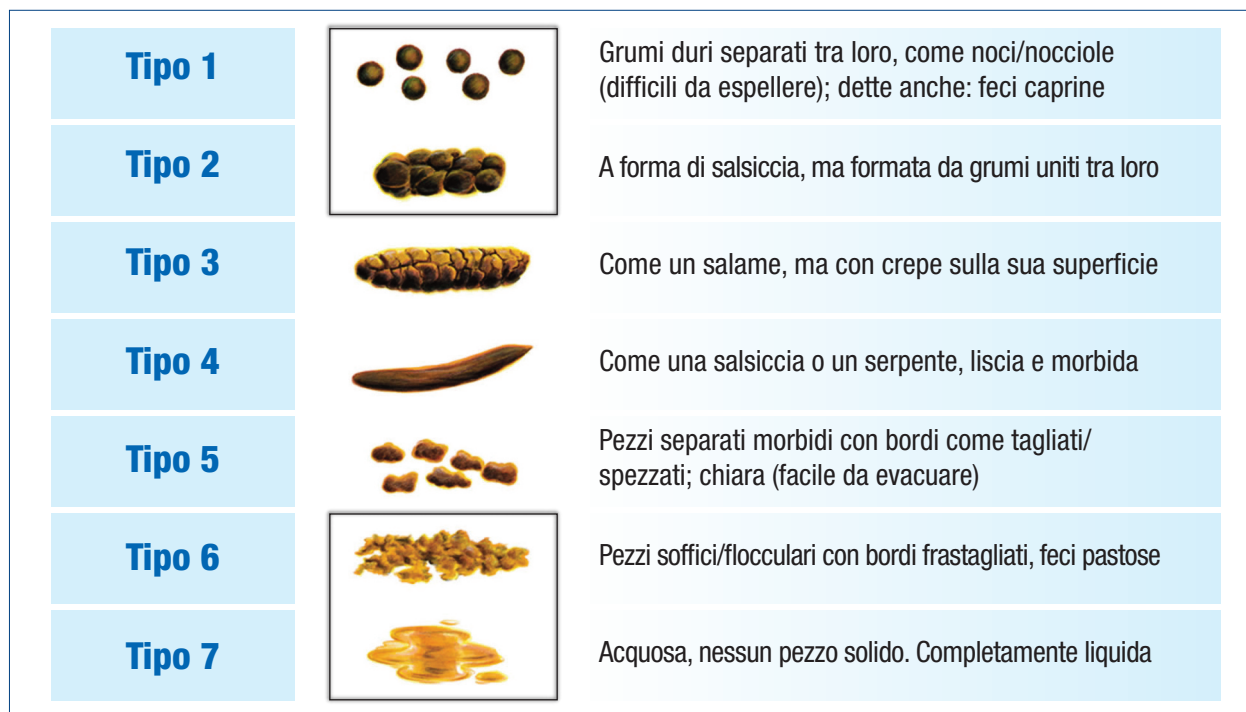 Tipo 1
Grumi duri separati tra loro, come noci/nocciole
(difficili da espellere); dette anche: feci caprine
Tipo 2
A forma di salsiccia, ma formata da grumi uniti tra loro
Tipo 3
Come un salame, ma con crepe sulla sua superficie
Tipo 4
Come una salsiccia o un serpente, liscia e morbida
Tipo 5
Pezzi separati morbidi con bordi come tagliati/
spezzati; chiara (facile da evacuare)
Tipo 6
Pezzi soffici/flocculari con bordi frastagliati, feci pastose
Tipo 7
Acquosa, nessun pezzo solido. Completamente liquida